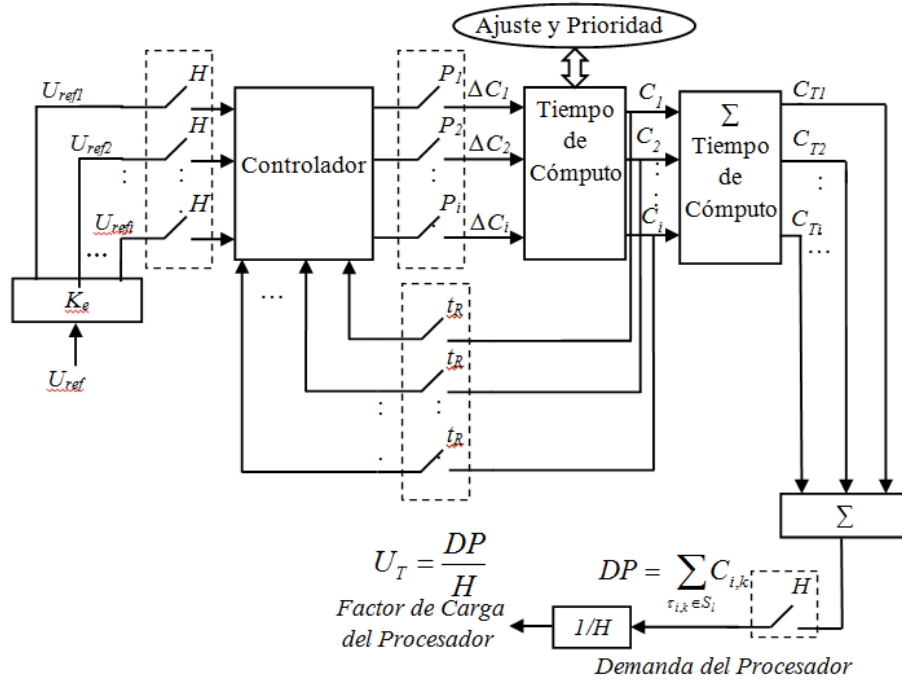 Ajuste y Prioridad
U_ref1
H
P_1
ΔC_1
Tiempo
de
Cómputo
C_1
Σ
Tiempo
de
Cómputo
C_T1
U_ref2
H
Controlador
P_2
ΔC_2
C_2
C_T2
:
:
:
:
:
U_refi
H
P_i
ΔC_i
C_i
C_Ti
...
...
...
K_e
U_ref
t_R
t_R
:
:
t_R
Σ
U_T = DP / H
DP = ∑ C_i,k
τ_i,k ∈ S_l
H
Factor de Carga
del Procesador
1/H
Demanda del Procesador